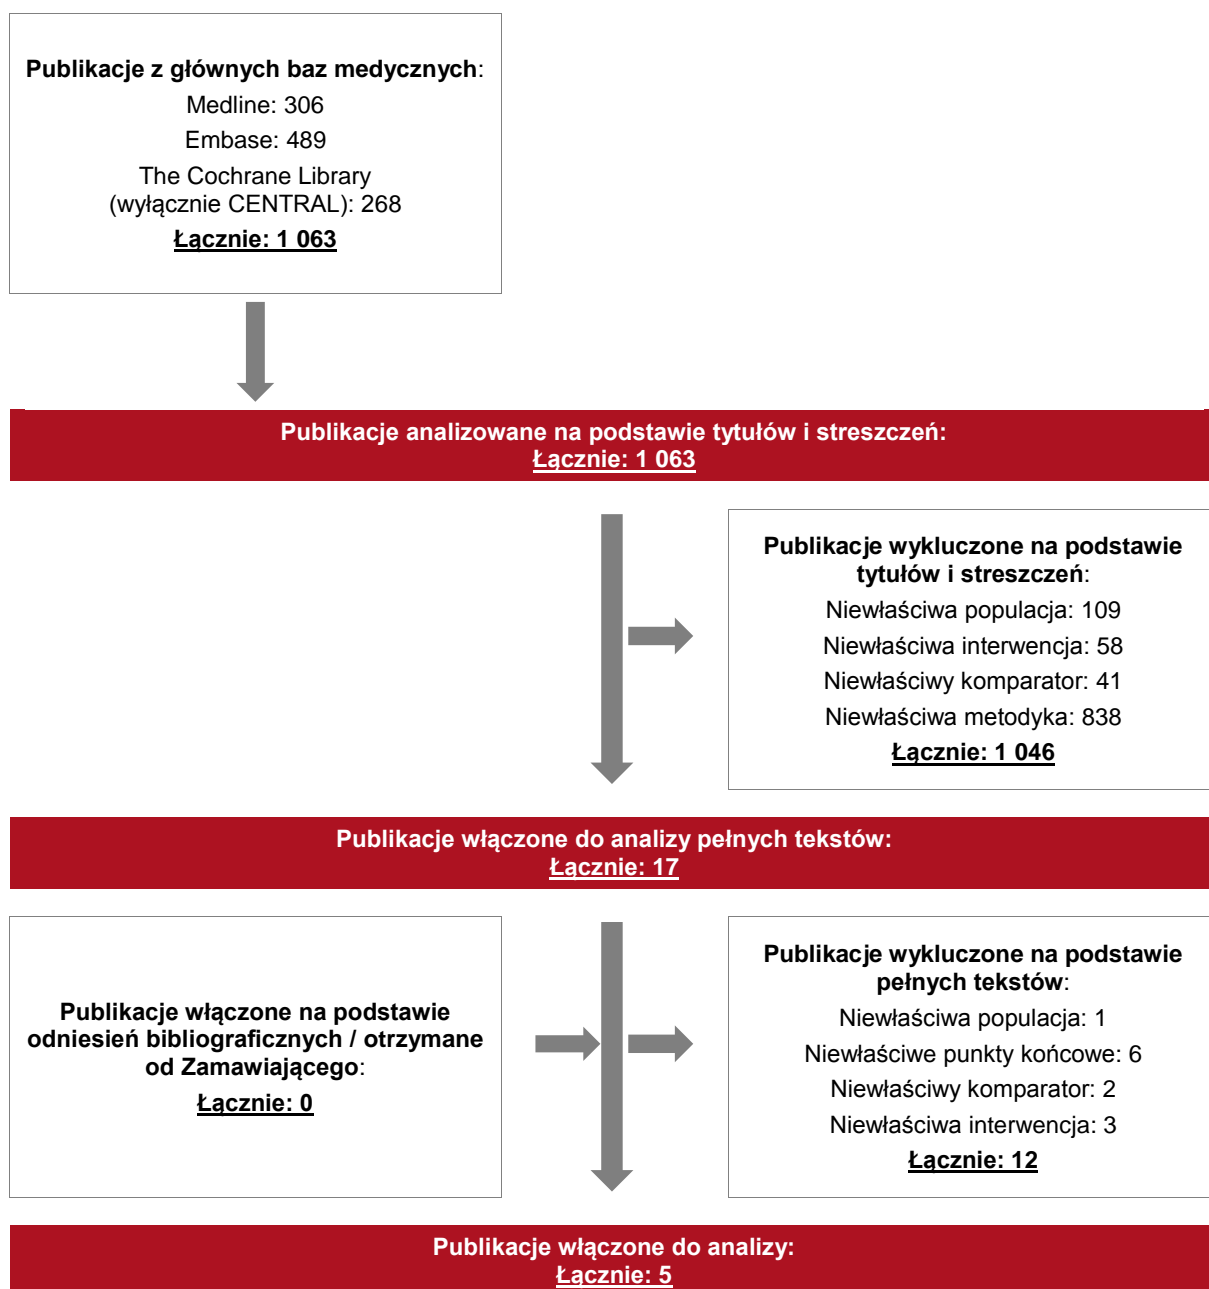 Publikacje z głównych baz medycznych:
Medline: 306
Embase: 489
The Cochrane Library
(wyłącznie CENTRAL): 268
Łącznie: 1 063
Publikacje analizowane na podstawie tytułów i streszczeń:
Łącznie: 1 063
Publikacje wykluczone na podstawie
tytułów i streszczeń:
Niewłaściwa populacja: 109
Niewłaściwa interwencja: 58
Niewłaściwy komparator: 41
Niewłaściwa metodyka: 838
Łącznie: 1 046
Publikacje włączone do analizy pełnych tekstów:
Łącznie: 17
Publikacje włączone na podstawie
odniesień bibliograficznych / otrzymane
od Zamawiającego:
Łącznie: 0
Publikacje wykluczone na podstawie
pełnych tekstów:
Niewłaściwa populacja: 1
Niewłaściwe punkty końcowe: 6
Niewłaściwy komparator: 2
Niewłaściwa interwencja: 3
Łącznie: 12
Publikacje włączone do analizy:
Łącznie: 5